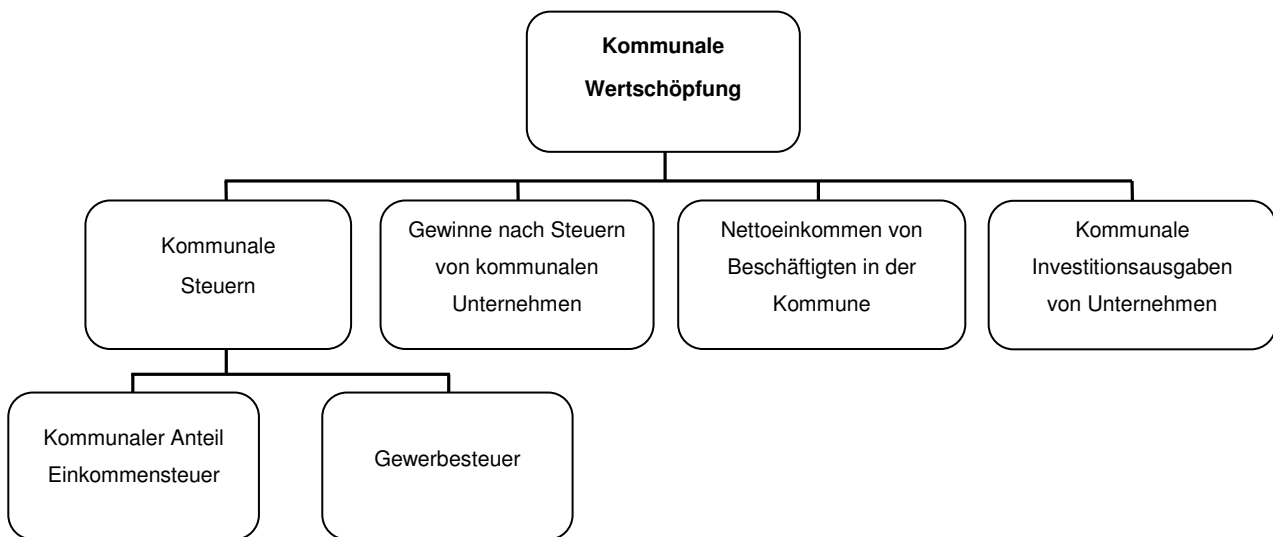 Kommunale
Wertschöpfung
Kommunale
Steuern
Gewinne nach Steuern
von kommunalen
Unternehmen
Nettoeinkommen von
Beschäftigten in der
Kommune
Kommunale
Investitionsausgaben
von Unternehmen
Kommunaler Anteil
Einkommensteuer
Gewerbesteuer